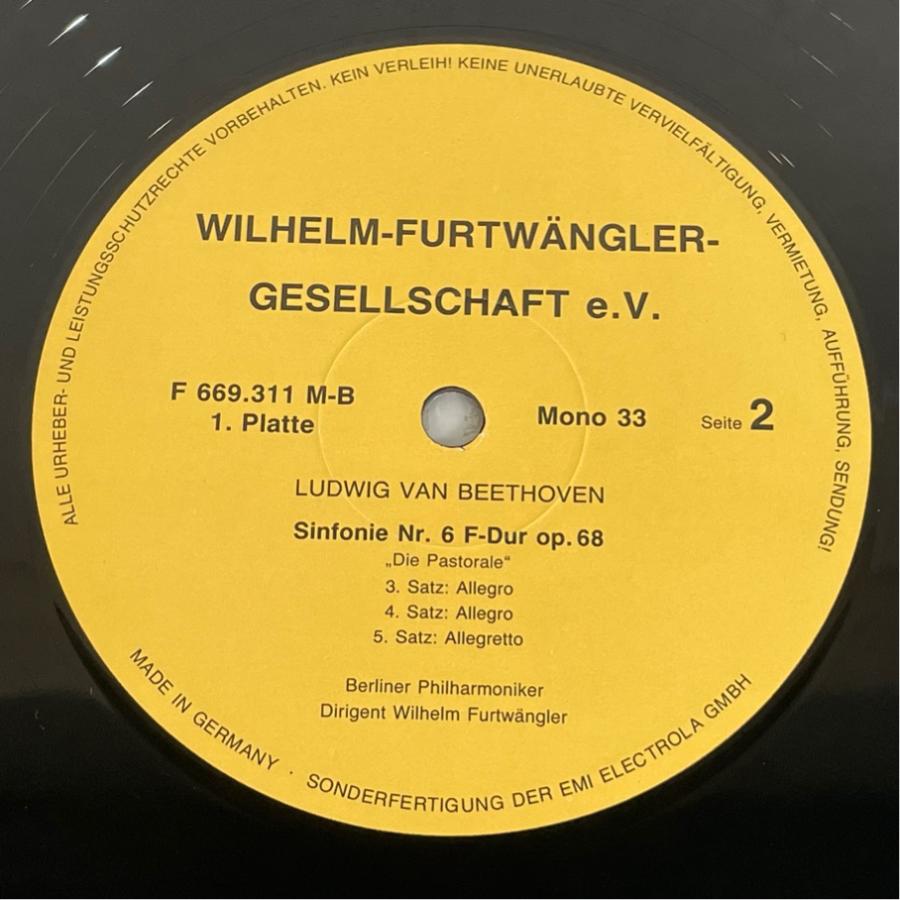 ALLE URHEBER- UND LEISTUNGSSCHUTZRECHTE VORBEHALTEN. KEIN VERLEIH! KEINE UNERLAUBTE VERVIELFÄLTIGUNG, VERMIETUNG, AUFFÜHRUNG, SENDUNG!
WILHELM-FURTWÄNGLER-
GESELLSCHAFT e.V.
F 669.311 M-B
1. Platte
Mono 33
Seite 2
LUDWIG VAN BEETHOVEN
Sinfonie Nr. 6 F-Dur op. 68
„Die Pastorale“
3. Satz: Allegro
4. Satz: Allegro
5. Satz: Allegretto
Berliner Philharmoniker
Dirigent Wilhelm Furtwängler
MADE IN GERMANY · SONDERFERTIGUNG DER EMI ELECTROLA GMBH